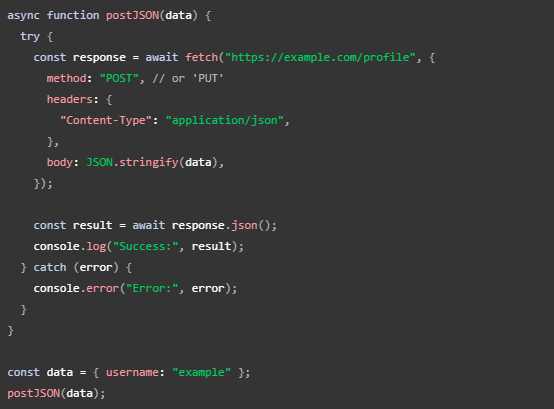 async function postJSON(data) {
  try {
    const response = await fetch("https://example.com/profile", {
      method: "POST", // or 'PUT'
      headers: {
        "Content-Type": "application/json",
      },
      body: JSON.stringify(data),
    });

    const result = await response.json();
    console.log("Success:", result);
  } catch (error) {
    console.error("Error:", error);
  }
}

const data = { username: "example" };
postJSON(data);